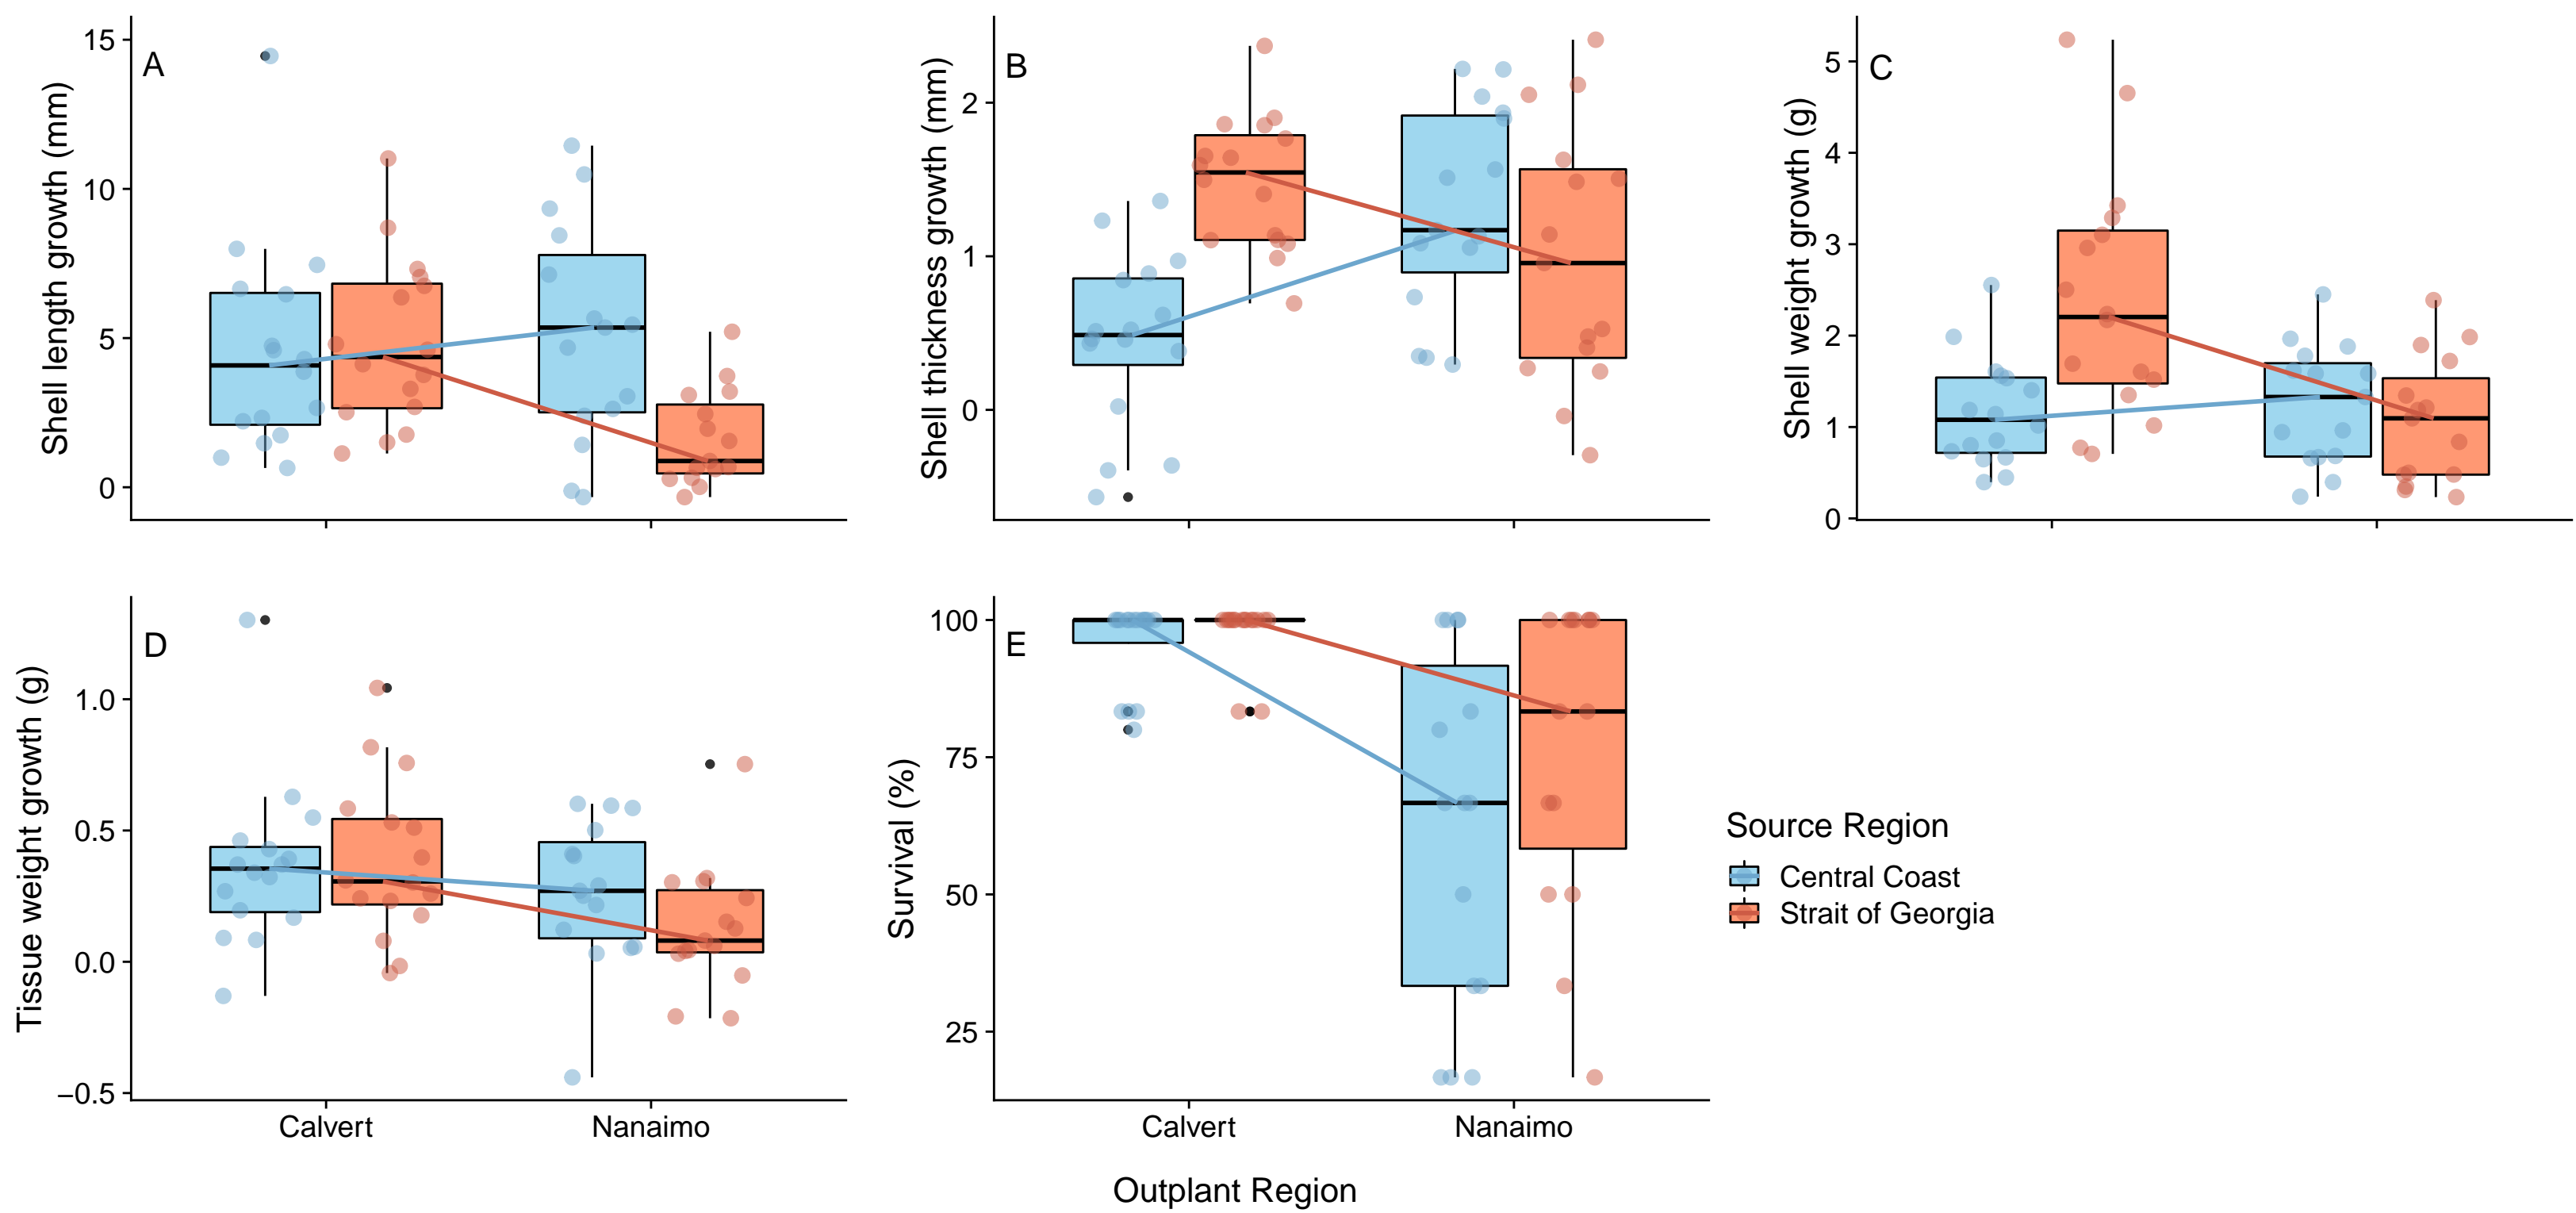 A
Shell length growth (mm)
15
10
5
0
B
Shell thickness growth (mm)
2
1
0
C
Shell weight growth (g)
5
4
3
2
1
0
D
Tissue weight growth (g)
1.0
0.5
0.0
−0.5
Calvert
Nanaimo
E
Survival (%)
100
75
50
25
Calvert
Nanaimo
Source Region
Central Coast
Strait of Georgia
Outplant Region